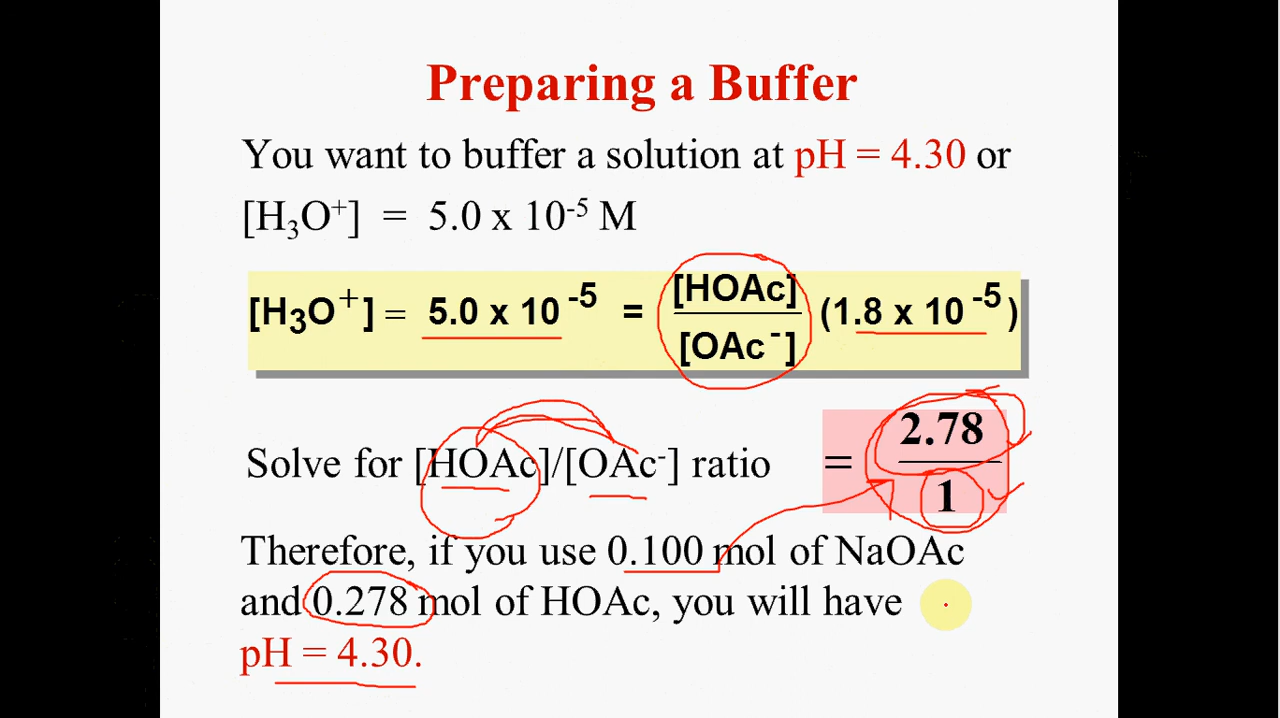 Preparing a Buffer
You want to buffer a solution at pH = 4.30 or
[H₃O⁺] = 5.0 x 10⁻⁵ M
[H₃O⁺] = 5.0 x 10⁻⁵ = [HOAc]/[OAc⁻] (1.8 x 10⁻⁵)
Solve for [HOAc]/[OAc⁻] ratio = 2.78/1
Therefore, if you use 0.100 mol of NaOAc
and 0.278 mol of HOAc, you will have
pH = 4.30.